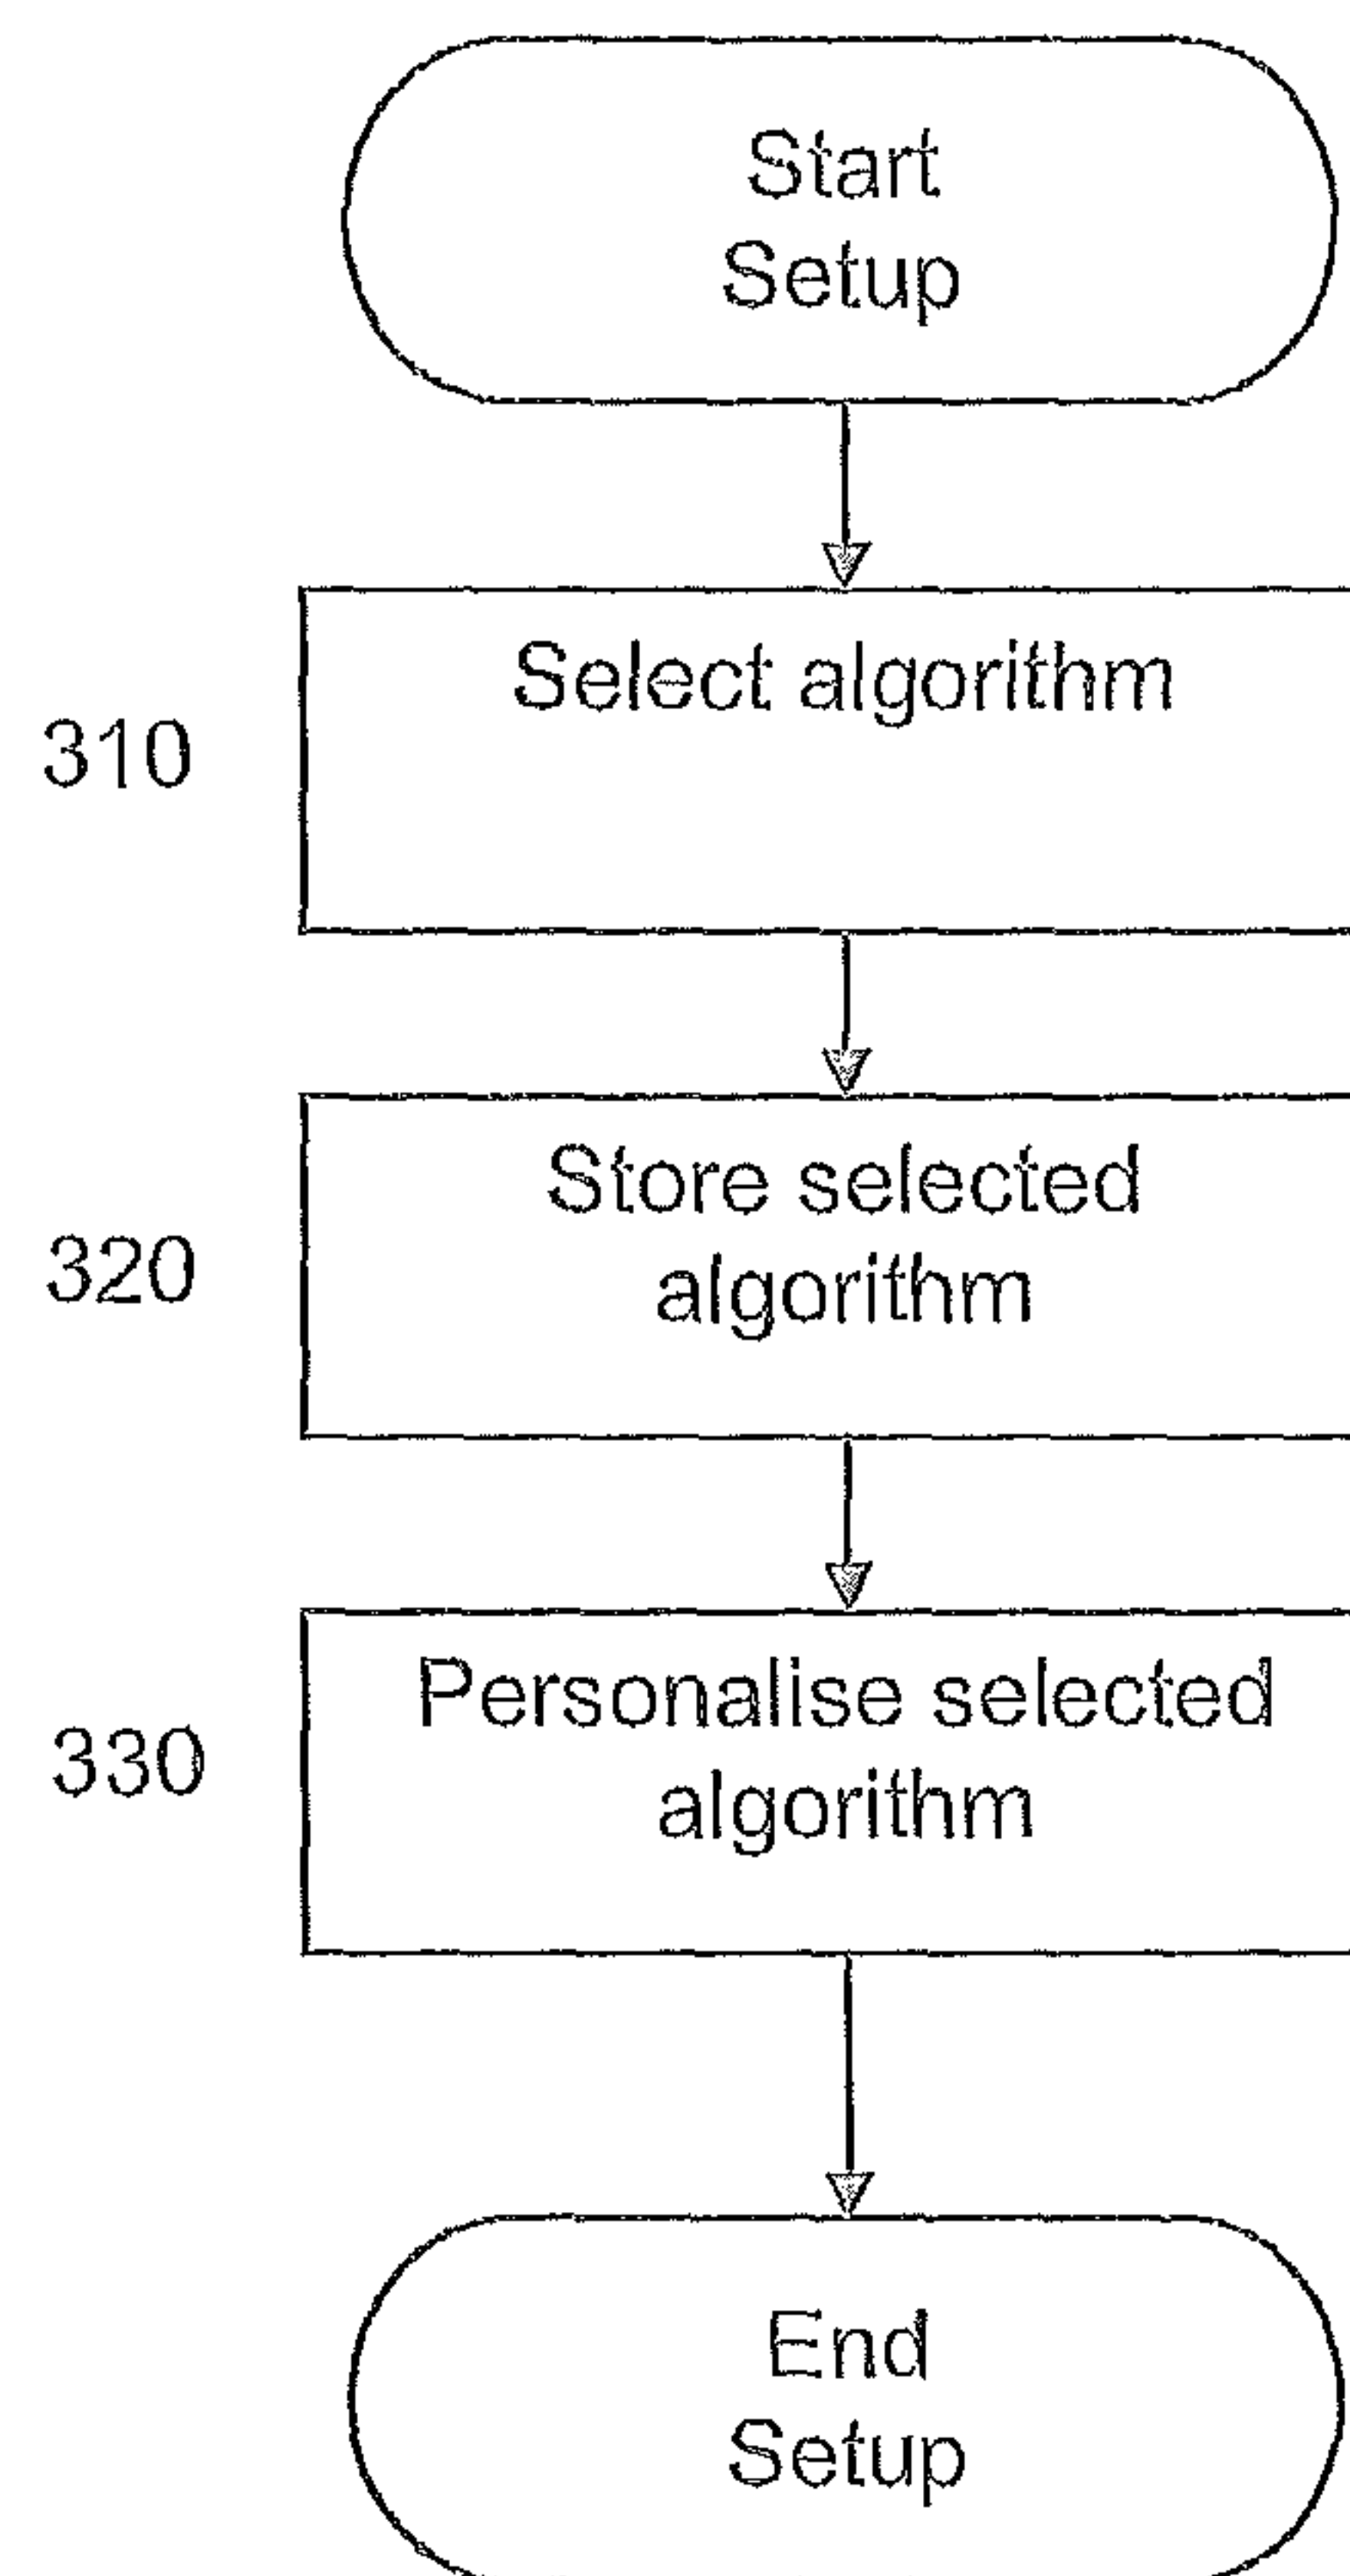 Start
Setup
310
Select algorithm
320
Store selected
algorithm
330
Personalise selected
algorithm
End
Setup